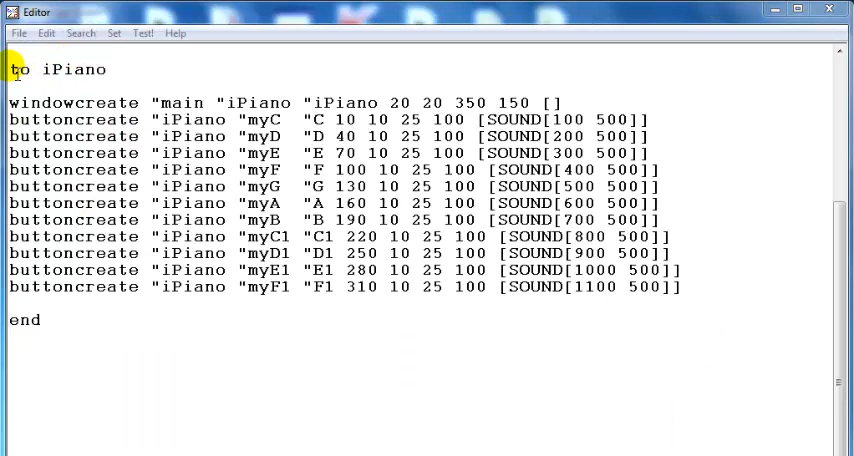 Editor
File Edit Search Set Test! Help
to iPiano
windowcreate "main "iPiano "iPiano 20 20 350 150 []
buttoncreate "iPiano "myC "C 10 10 25 100 [SOUND[100 500]]
buttoncreate "iPiano "myD "D 40 10 25 100 [SOUND[200 500]]
buttoncreate "iPiano "myE "E 70 10 25 100 [SOUND[300 500]]
buttoncreate "iPiano "myF "F 100 10 25 100 [SOUND[400 500]]
buttoncreate "iPiano "myG "G 130 10 25 100 [SOUND[500 500]]
buttoncreate "iPiano "myA "A 160 10 25 100 [SOUND[600 500]]
buttoncreate "iPiano "myB "B 190 10 25 100 [SOUND[700 500]]
buttoncreate "iPiano "myC1 "C1 220 10 25 100 [SOUND[800 500]]
buttoncreate "iPiano "myD1 "D1 250 10 25 100 [SOUND[900 500]]
buttoncreate "iPiano "myE1 "E1 280 10 25 100 [SOUND[1000 500]]
buttoncreate "iPiano "myF1 "F1 310 10 25 100 [SOUND[1100 500]]
end